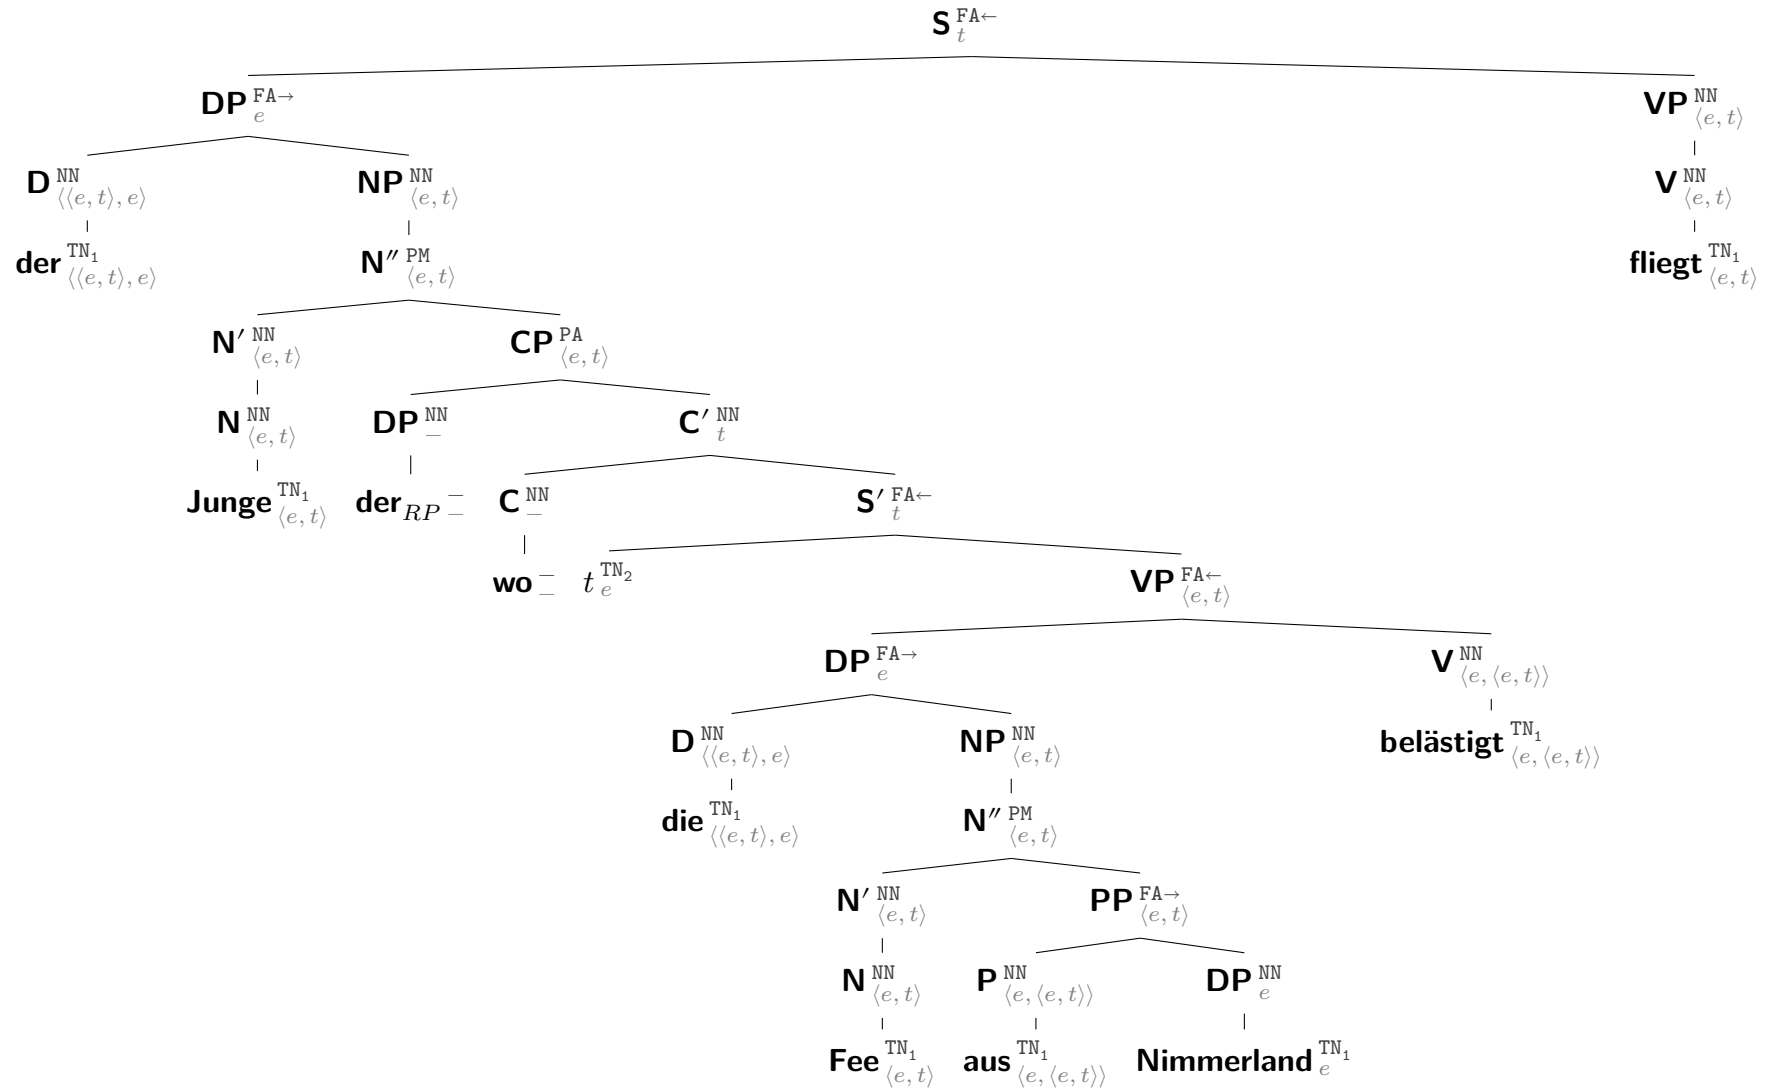 S FA← t
DP FA→ e VP NN ⟨e, t⟩
D NN ⟨⟨e, t⟩, e⟩ NP NN ⟨e, t⟩ V NN ⟨e, t⟩
der TN₁ ⟨⟨e, t⟩, e⟩ N″ PM ⟨e, t⟩ fliegt TN₁ ⟨e, t⟩
N′ NN ⟨e, t⟩ CP PA ⟨e, t⟩
N NN ⟨e, t⟩ DP NN – C′ NN t
Junge TN₁ ⟨e, t⟩ der RP – – C NN – S′ FA← t
wo – – t TN₂ e VP FA← ⟨e, t⟩
DP FA→ e V NN ⟨e, ⟨e, t⟩⟩
D NN ⟨⟨e, t⟩, e⟩ NP NN ⟨e, t⟩ belästigt TN₁ ⟨e, ⟨e, t⟩⟩
die TN₁ ⟨⟨e, t⟩, e⟩ N″ PM ⟨e, t⟩
N′ NN ⟨e, t⟩ PP FA→ ⟨e, t⟩
N NN ⟨e, t⟩ P NN ⟨e, ⟨e, t⟩⟩ DP NN e
Fee TN₁ ⟨e, t⟩ aus TN₁ ⟨e, ⟨e, t⟩⟩ Nimmerland TN₁ e